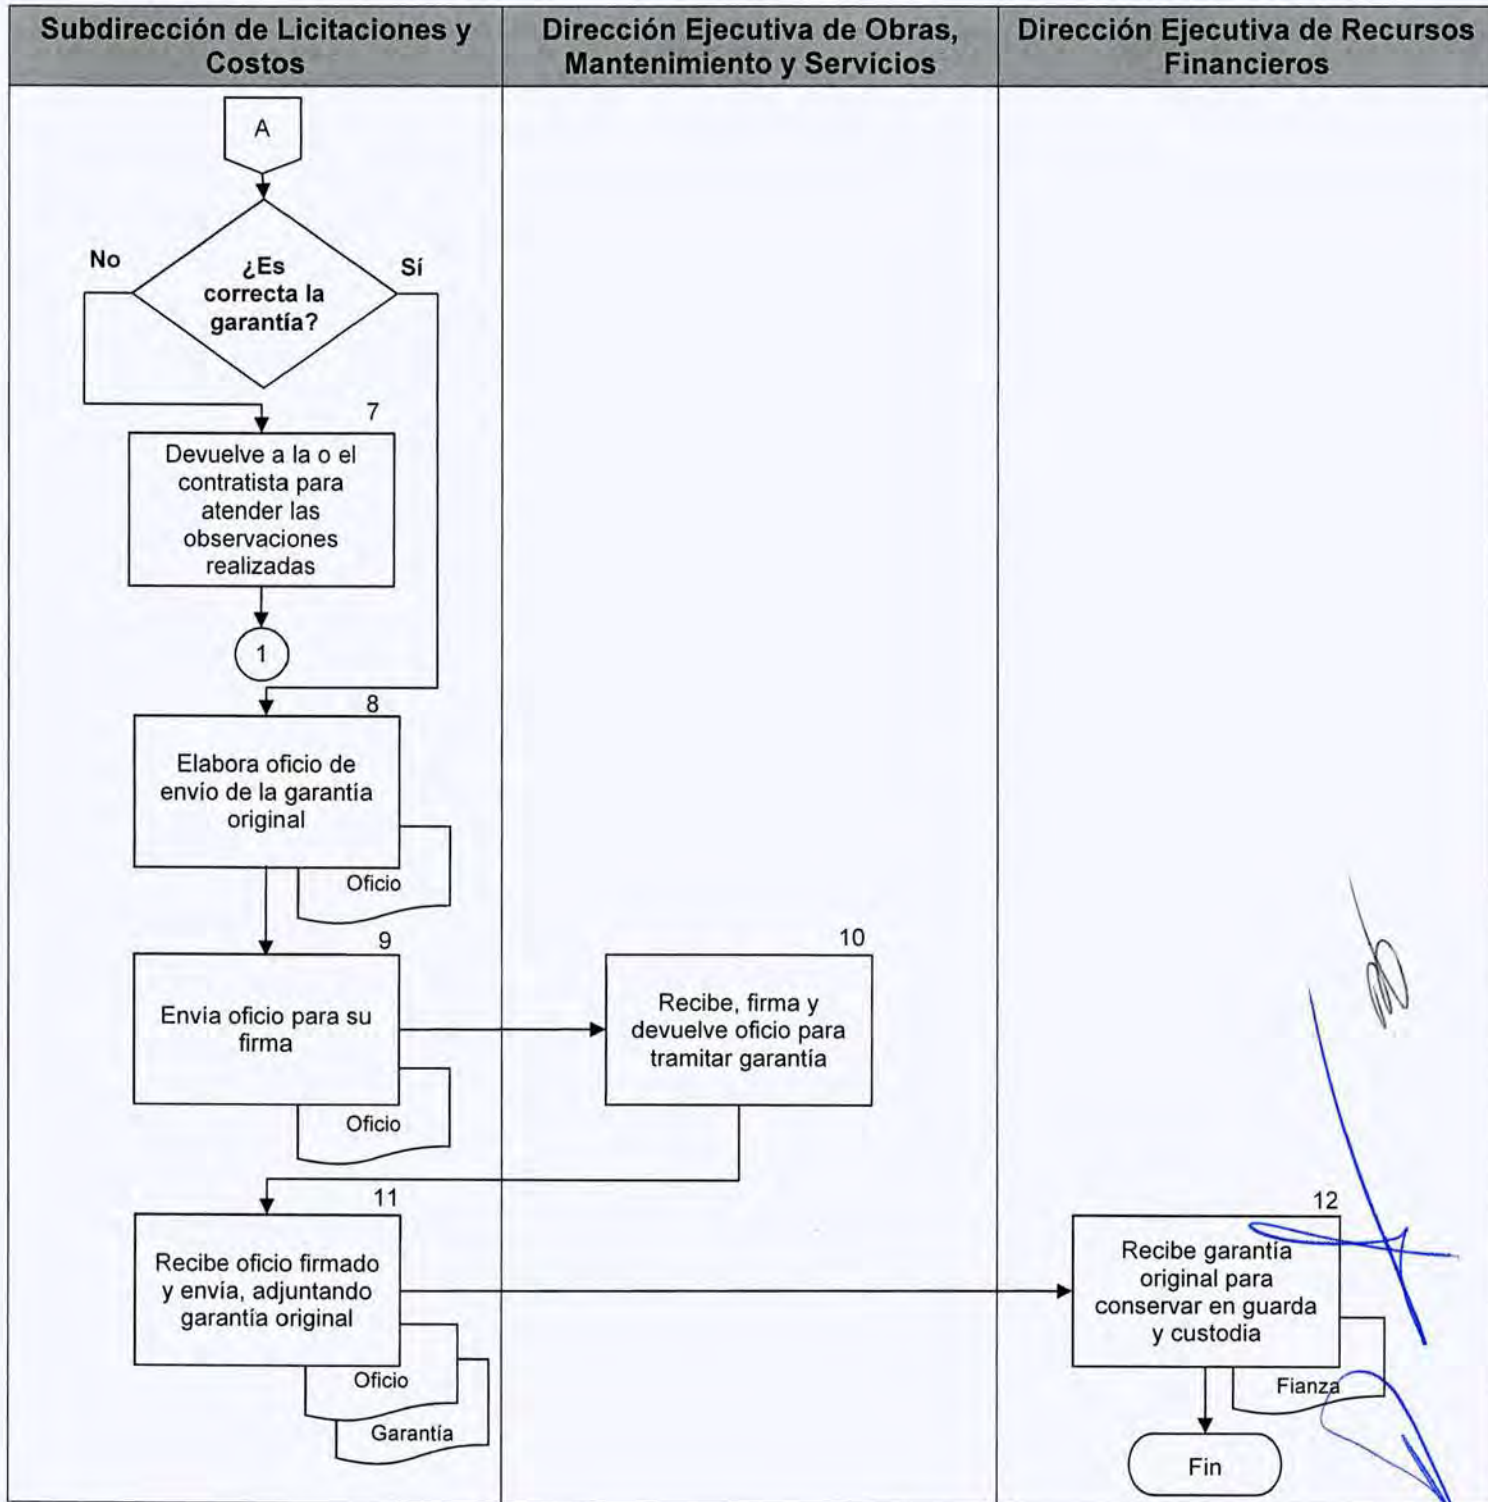 Subdirección de Licitaciones y
Costos
Dirección Ejecutiva de Obras,
Mantenimiento y Servicios
Dirección Ejecutiva de Recursos
Financieros
A
¿Es
correcta la
garantía?
No
Sí
7
Devuelve a la o el
contratista para
atender las
observaciones
realizadas
1
8
Elabora oficio de
envío de la garantía
original
Oficio
9
Envía oficio para su
firma
Oficio
10
Recibe, firma y
devuelve oficio para
tramitar garantía
11
Recibe oficio firmado
y envía, adjuntando
garantía original
Oficio
Garantía
12
Recibe garantía
original para
conservar en guarda
y custodia
Fianza
Fin